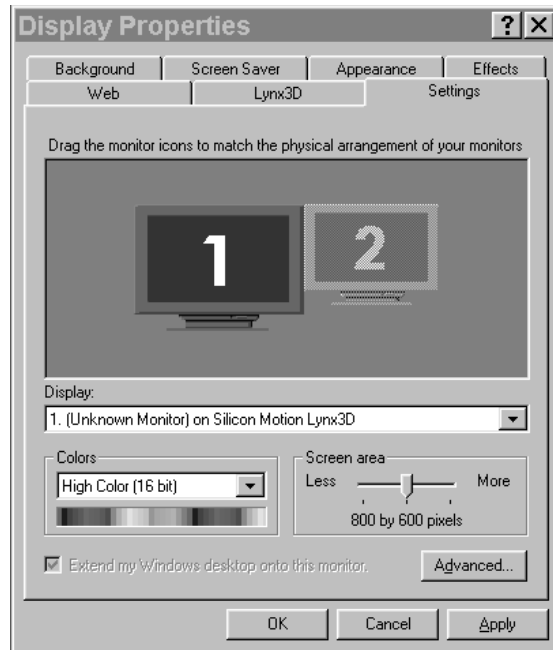 Display Properties
Background Screen Saver Appearance Effects
Web Lynx3D Settings
Drag the monitor icons to match the physical arrangement of your monitors
1 2
Display:
1. (Unknown Monitor) on Silicon Motion Lynx3D
Colors Screen area
High Color (16 bit) Less More
800 by 600 pixels
Extend my Windows desktop onto this monitor. Advanced...
OK Cancel Apply